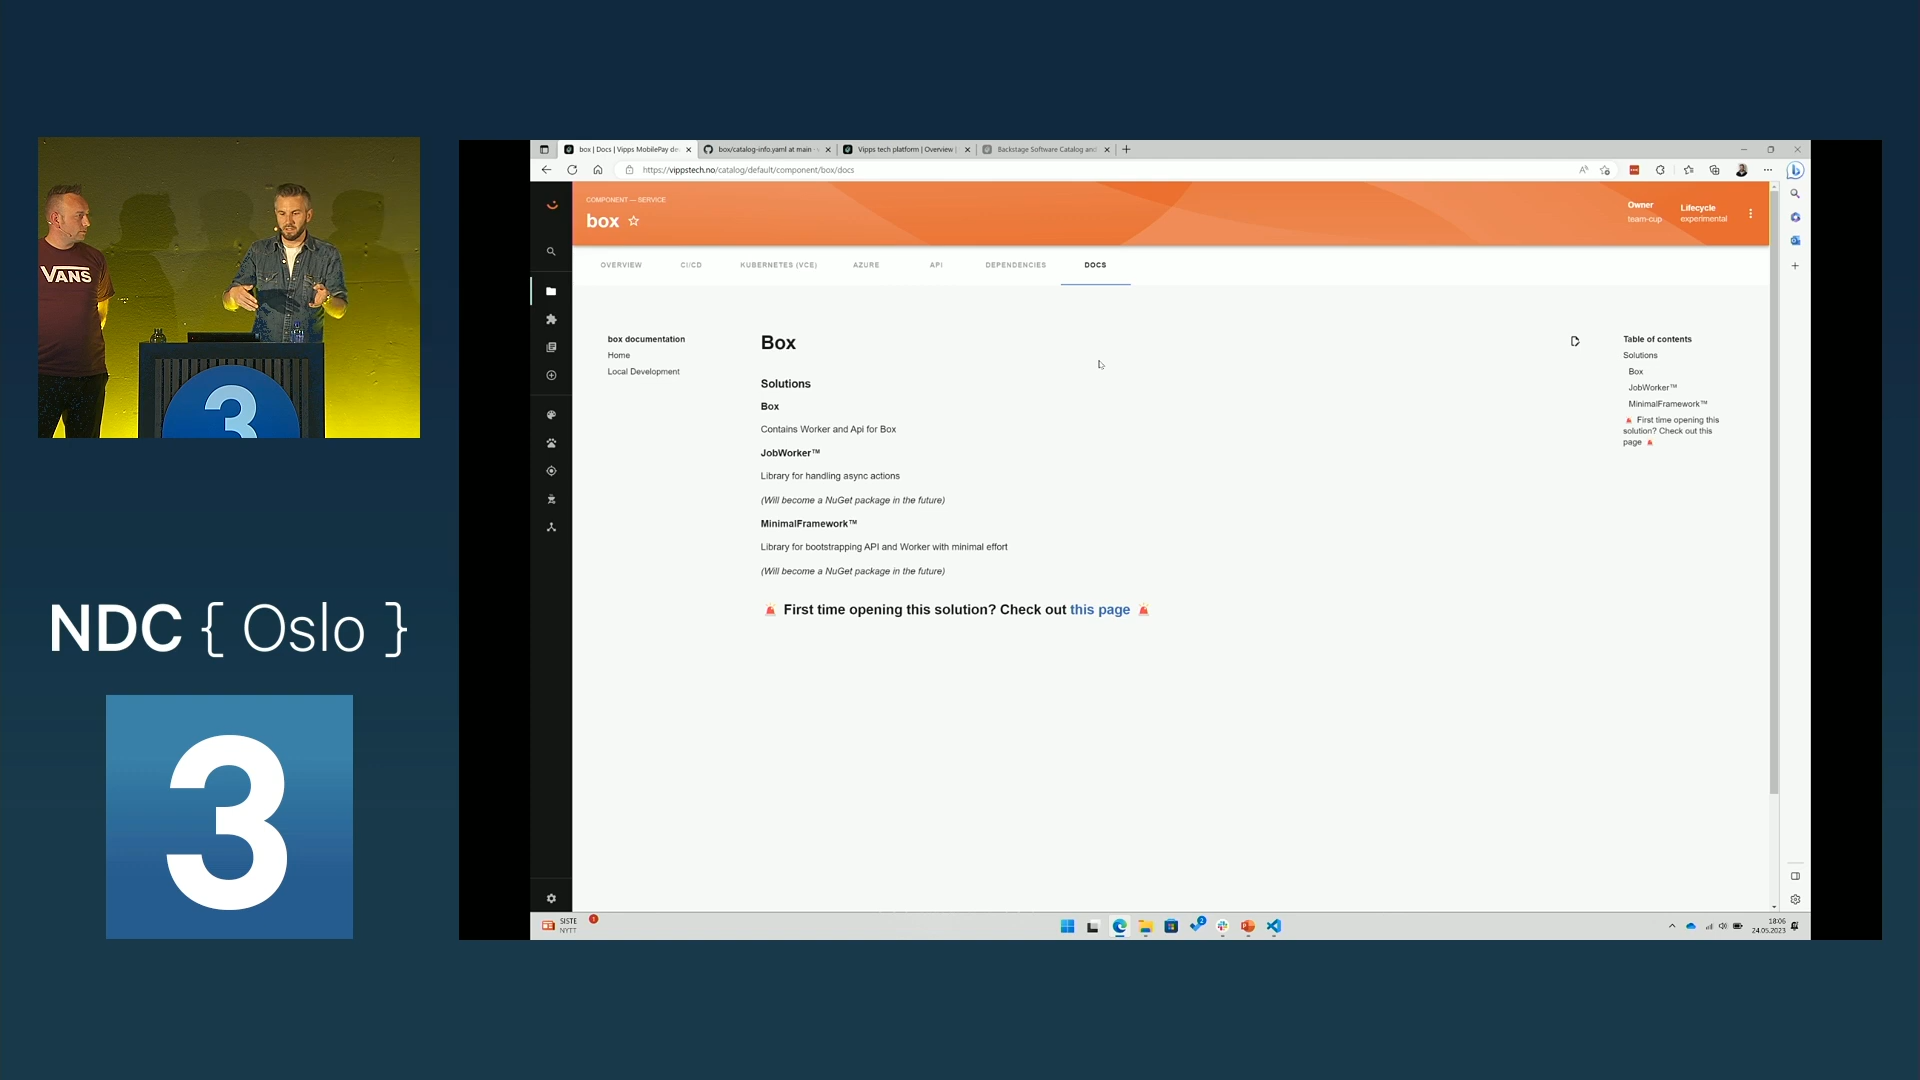 VANS
3
NDC { Oslo }
3
box | Docs | Vipps MobilePay de
box/catalog-info.yaml at main
Vipps tech platform | Overview |
Backstage Software Catalog and
https://vippstech.no/catalog/default/component/box/docs
COMPONENT — SERVICE
box
Owner
team-cup
Lifecycle
experimental
OVERVIEW
CI/CD
KUBERNETES (VCE)
AZURE
API
DEPENDENCIES
DOCS
box documentation
Home
Local Development
Box
Solutions
Box
Contains Worker and Api for Box
JobWorker™
Library for handling async actions
(Will become a NuGet package in the future)
MinimalFramework™
Library for bootstrapping API and Worker with minimal effort
(Will become a NuGet package in the future)
🚨 First time opening this solution? Check out this page 🚨
Table of contents
Solutions
Box
JobWorker™
MinimalFramework™
🚨 First time opening this
solution? Check out this
page 🚨
SISTE
NYTT
1
2
18:06
24.05.2023